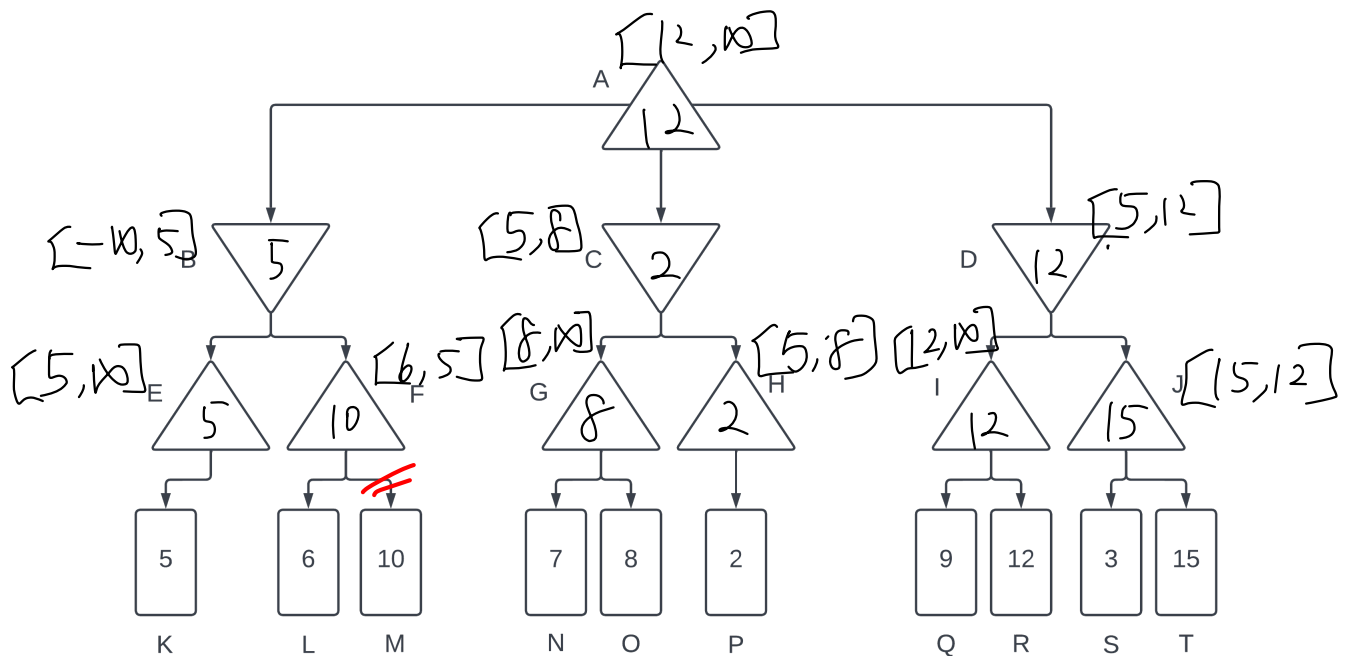 [12, ∞]
A
12
[-∞, 5]
B
5
[5, 8]
C
2
[5, 12]
D
12
[5, ∞]
E
5
[6, 5]
F
10
[8, ∞]
G
8
[5, 8]
H
2
[12, ∞]
I
12
[15, 12]
J
15
5
6
10
7
8
2
9
12
3
15
K
L
M
N
O
P
Q
R
S
T